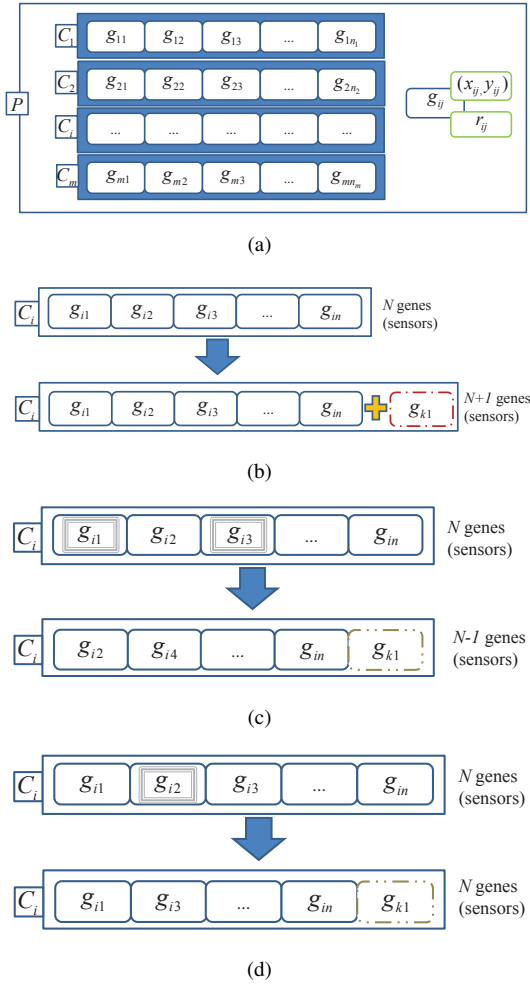 C1 g11 g12 g13 ... g1n1
C2 g21 g22 g23 ... g2n2
P
Ci ... ... ... ... ...
Cm gm1 gm2 gm3 ... gmnm
gij (xij, yij)
rij
(a)
Ci gi1 gi2 gi3 ... gin N genes
(sensors)
Ci gi1 gi2 gi3 ... gin + gk1 N+1 genes
(sensors)
(b)
Ci gi1 gi2 gi3 ... gin N genes
(sensors)
Ci gi2 gi4 ... gin gk1 N-1 genes
(sensors)
(c)
Ci gi1 gi2 gi3 ... gin N genes
(sensors)
Ci gi1 gi3 ... gin gk1 N genes
(sensors)
(d)